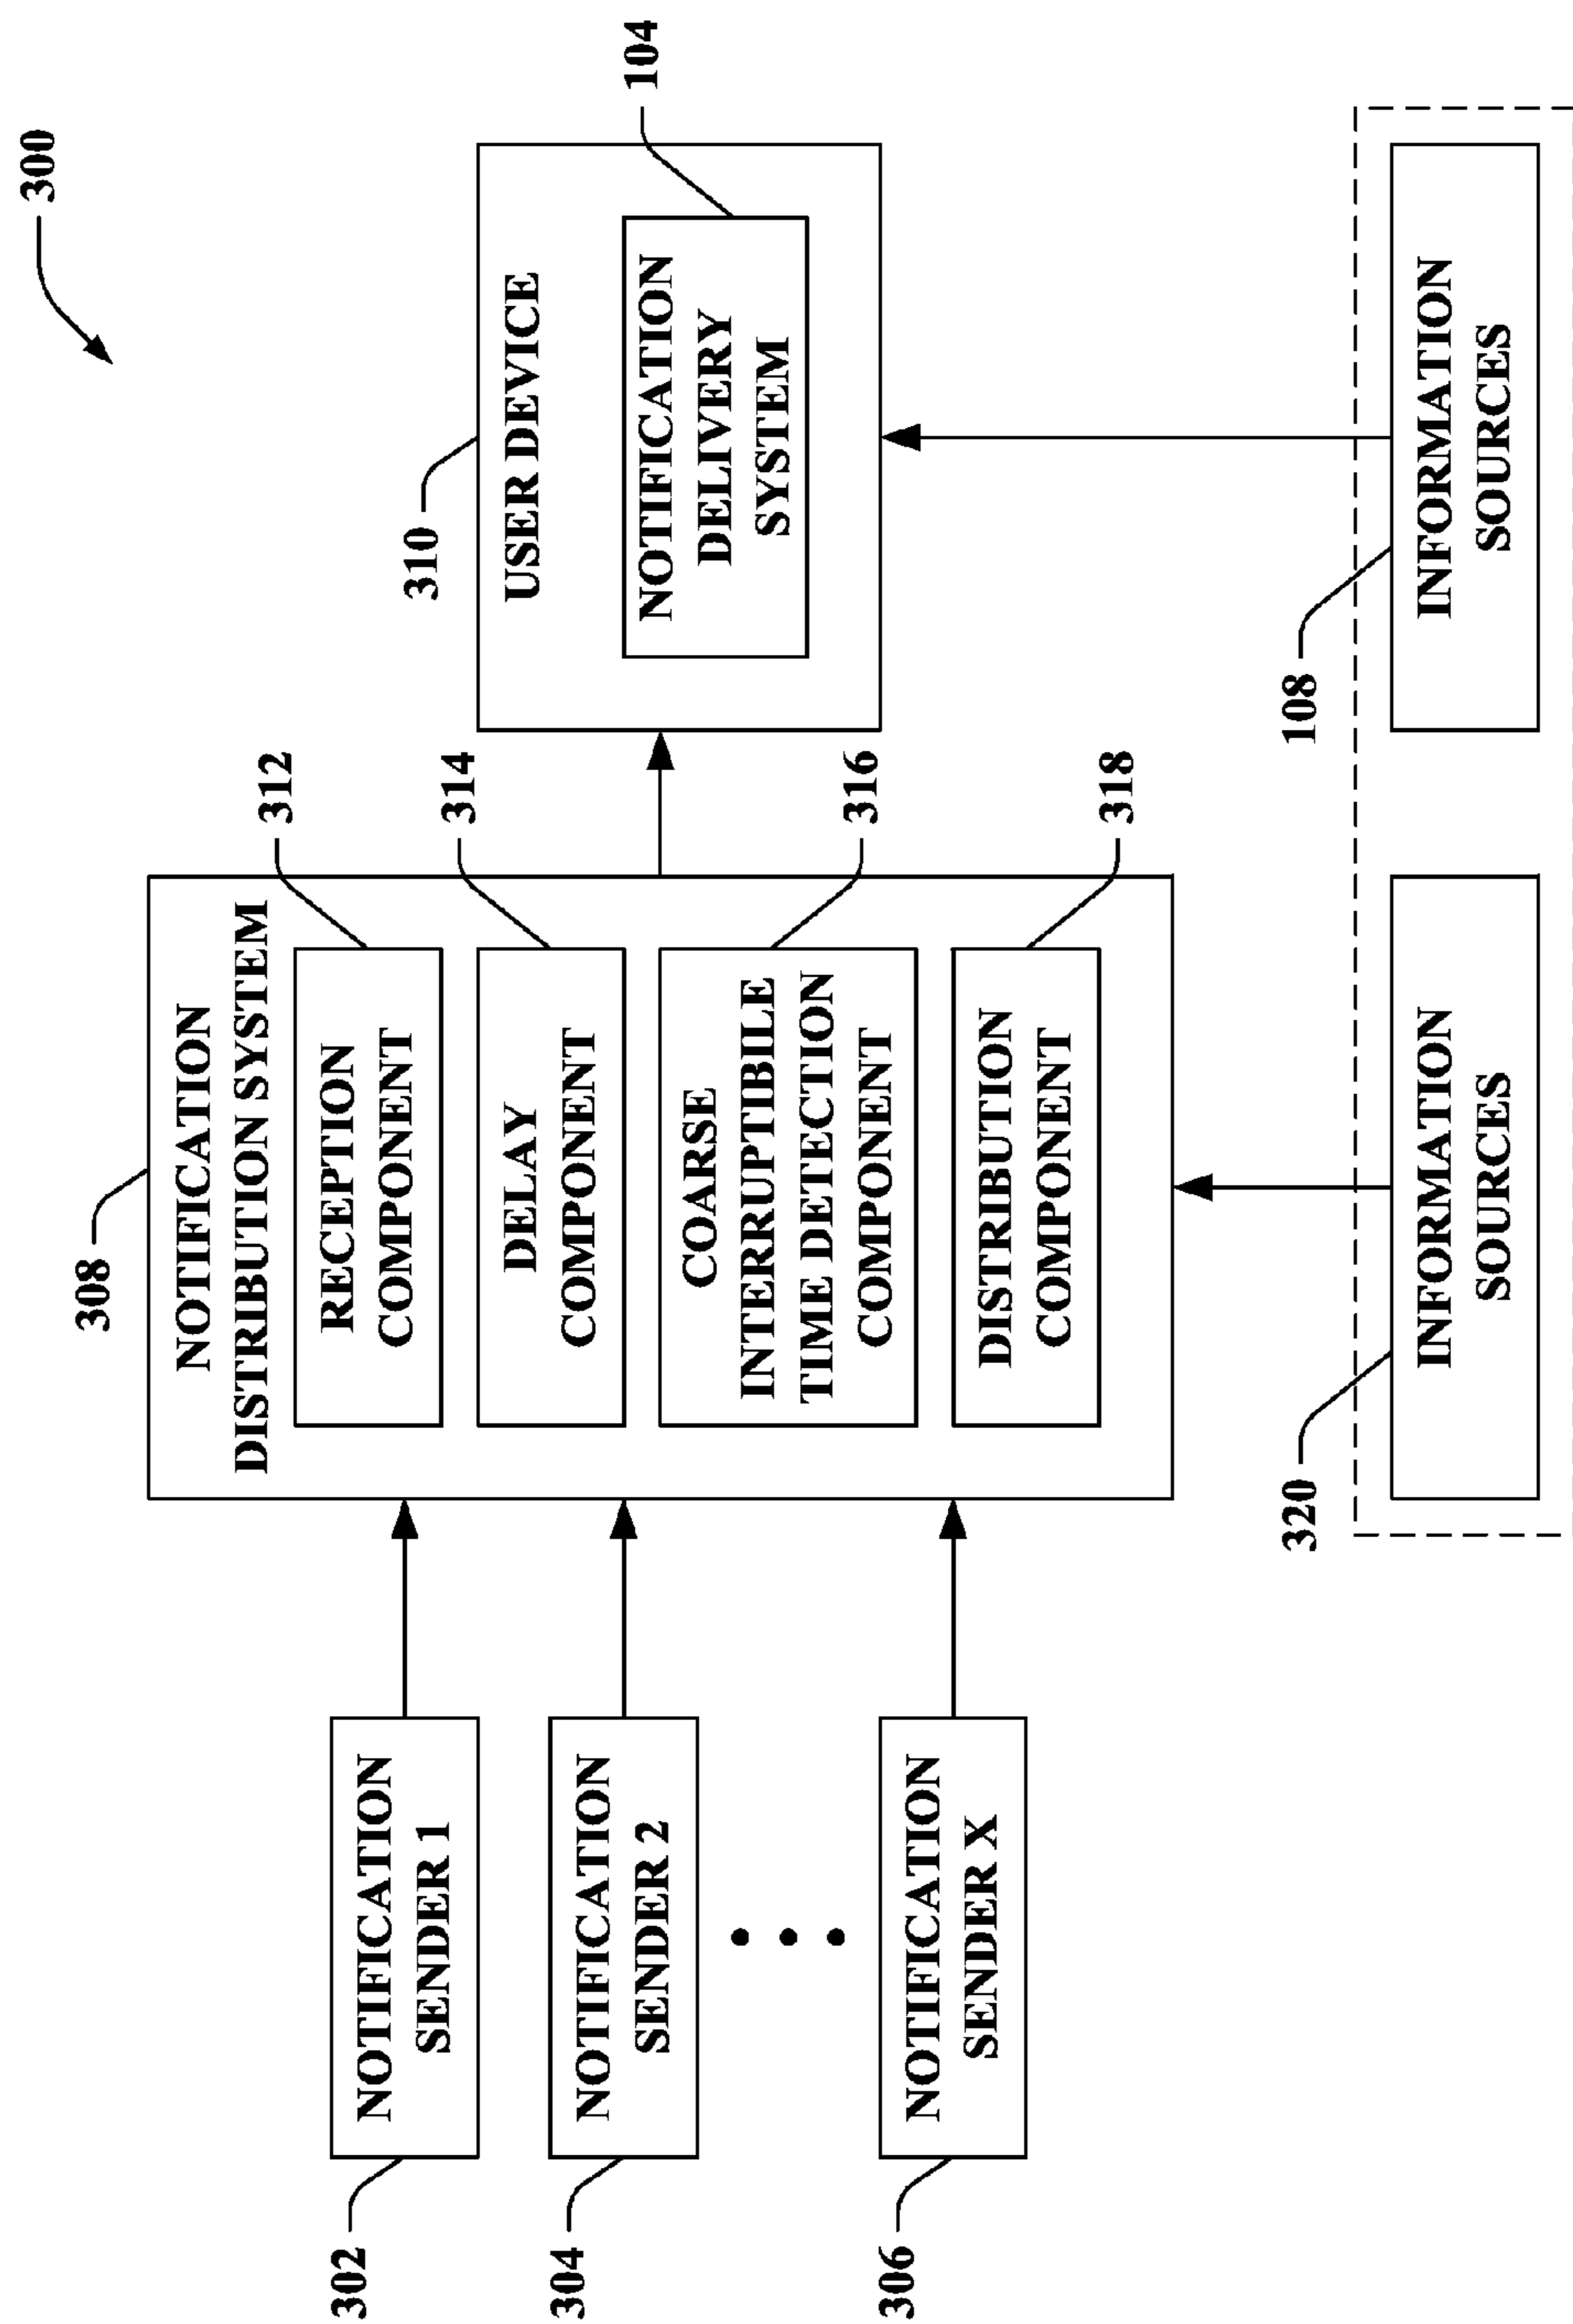 300
308
NOTIFICATION
DISTRIBUTION SYSTEM
312
RECEPTION
COMPONENT
314
DELAY
COMPONENT
316
COARSE
INTERRUPTIBILE
TIME DETECTION
COMPONENT
318
DISTRIBUTION
COMPONENT
302
NOTIFICATION
SENDER 1
304
NOTIFICATION
SENDER 2
306
NOTIFICATION
SENDER X
310
USER DEVICE
104
NOTIFICATION
DELIVERY
SYSTEM
320
INFORMATION
SOURCES
108
INFORMATION
SOURCES